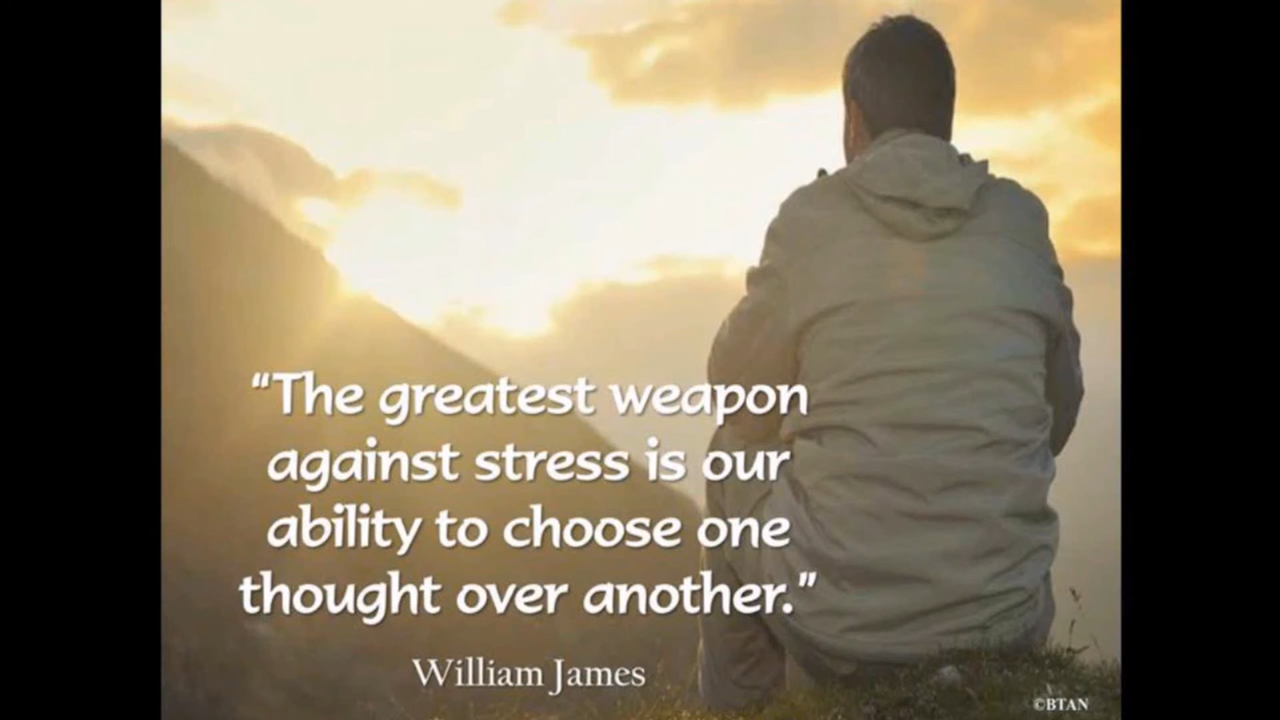 “The greatest weapon
against stress is our
ability to choose one
thought over another.”
William James
©BTAN